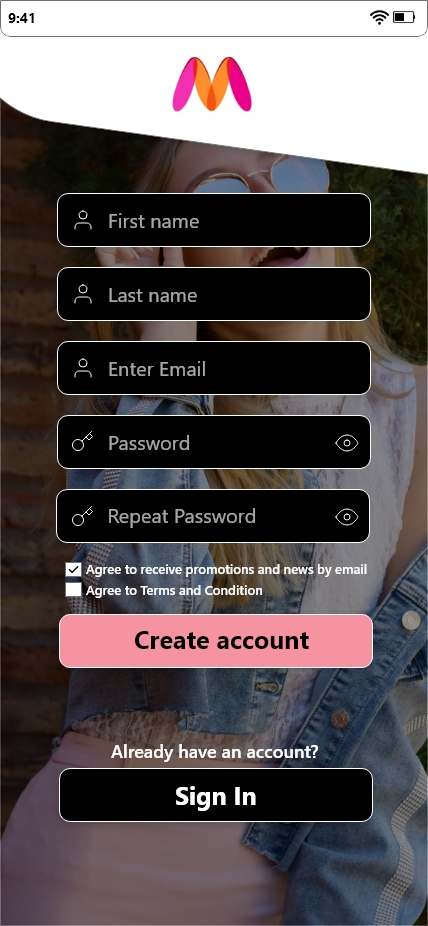 9:41
First name
Last name
Enter Email
Password
Repeat Password
Agree to receive promotions and news by email
Agree to Terms and Condition
Create account
Already have an account?
Sign In